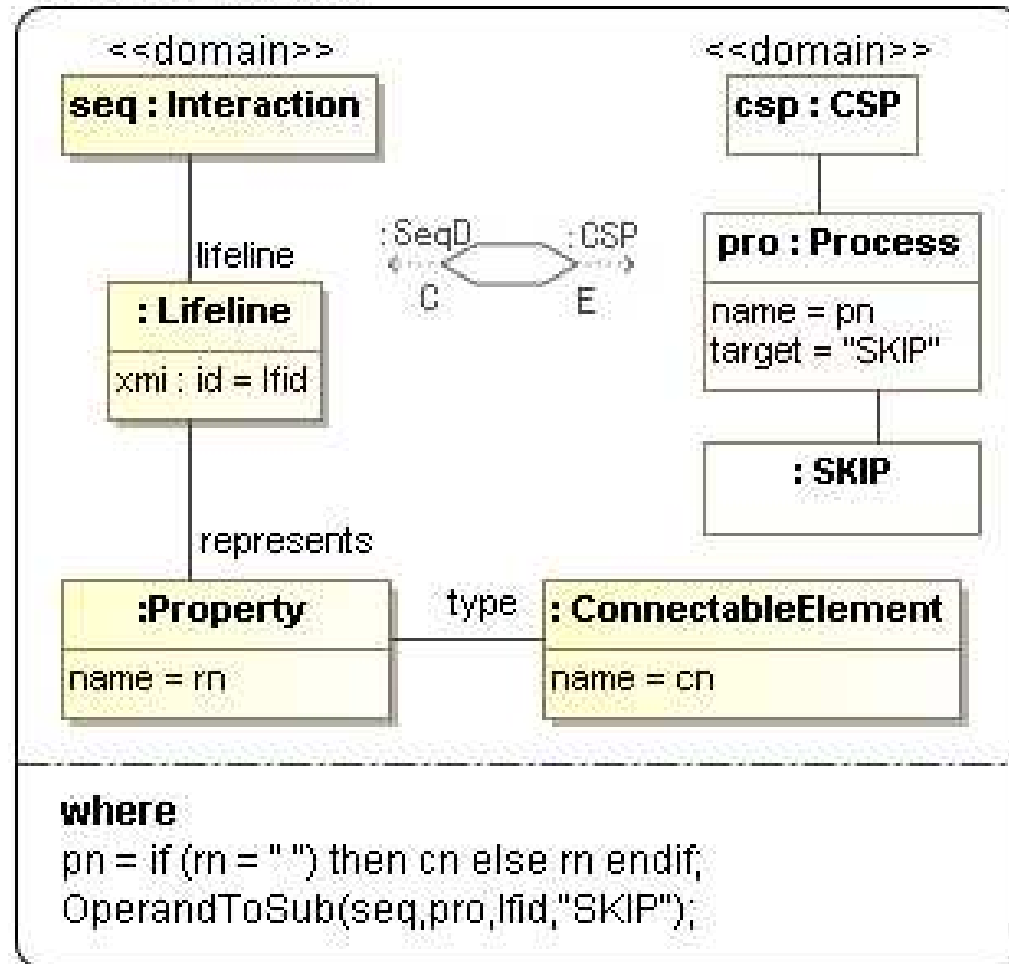 <<domain>>
seq : Interaction
lifeline
: Lifeline
xmi : id = lfid
represents
:Property
name = rn
type
: ConnectableElement
name = cn
:SeqD
:CSP
C
E
<<domain>>
csp : CSP
pro : Process
name = pn
target = "SKIP"
: SKIP
where
pn = if (rn = " ") then cn else rn endif;
OperandToSub(seq,pro,lfid,"SKIP");